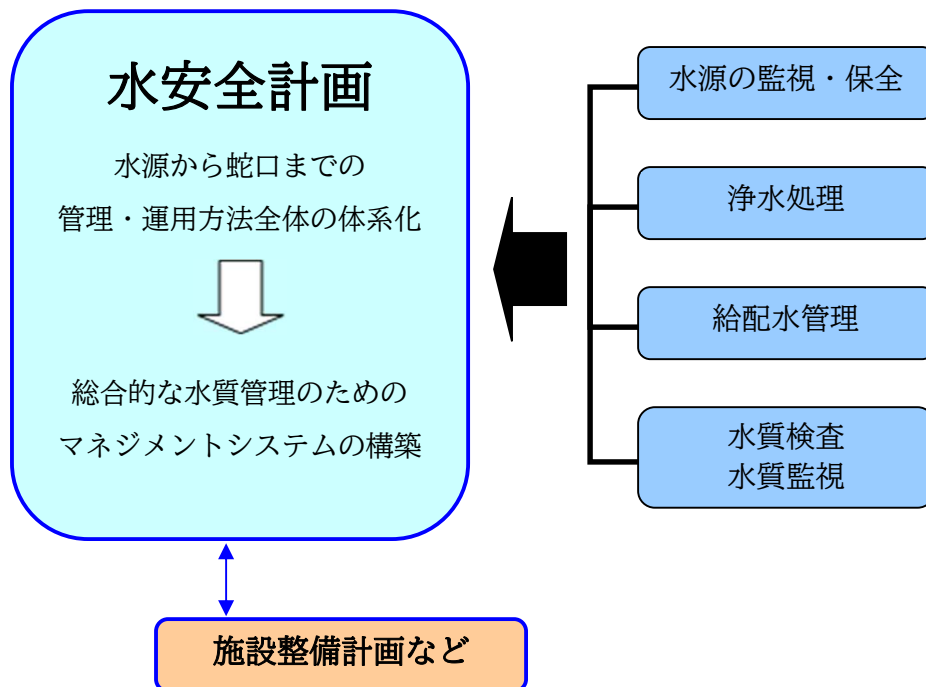 水安全計画
水源から蛇口までの
管理・運用方法全体の体系化
総合的な水質管理のための
マネジメントシステムの構築
水源の監視・保全
浄水処理
給配水管理
水質検査
水質監視
施設整備計画など